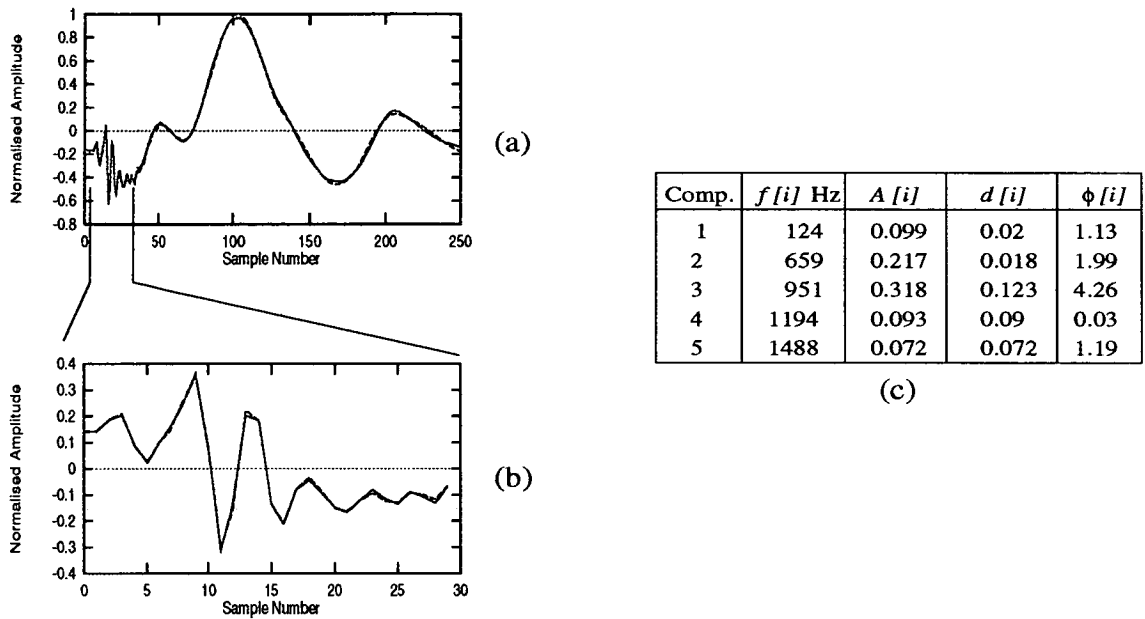 Normalised Amplitude
1
0.8
0.6
0.4
0.2
0
-0.2
-0.4
-0.6
-0.8
0 50 100 150 200 250
Sample Number
(a)
Normalised Amplitude
0.4
0.3
0.2
0.1
0
-0.1
-0.2
-0.3
-0.4
0 5 10 15 20 25 30
Sample Number
(b)
Comp. f[i] Hz A [i] d [i] ϕ [i]
1 124 0.099 0.02 1.13
2 659 0.217 0.018 1.99
3 951 0.318 0.123 4.26
4 1194 0.093 0.09 0.03
5 1488 0.072 0.072 1.19
(c)